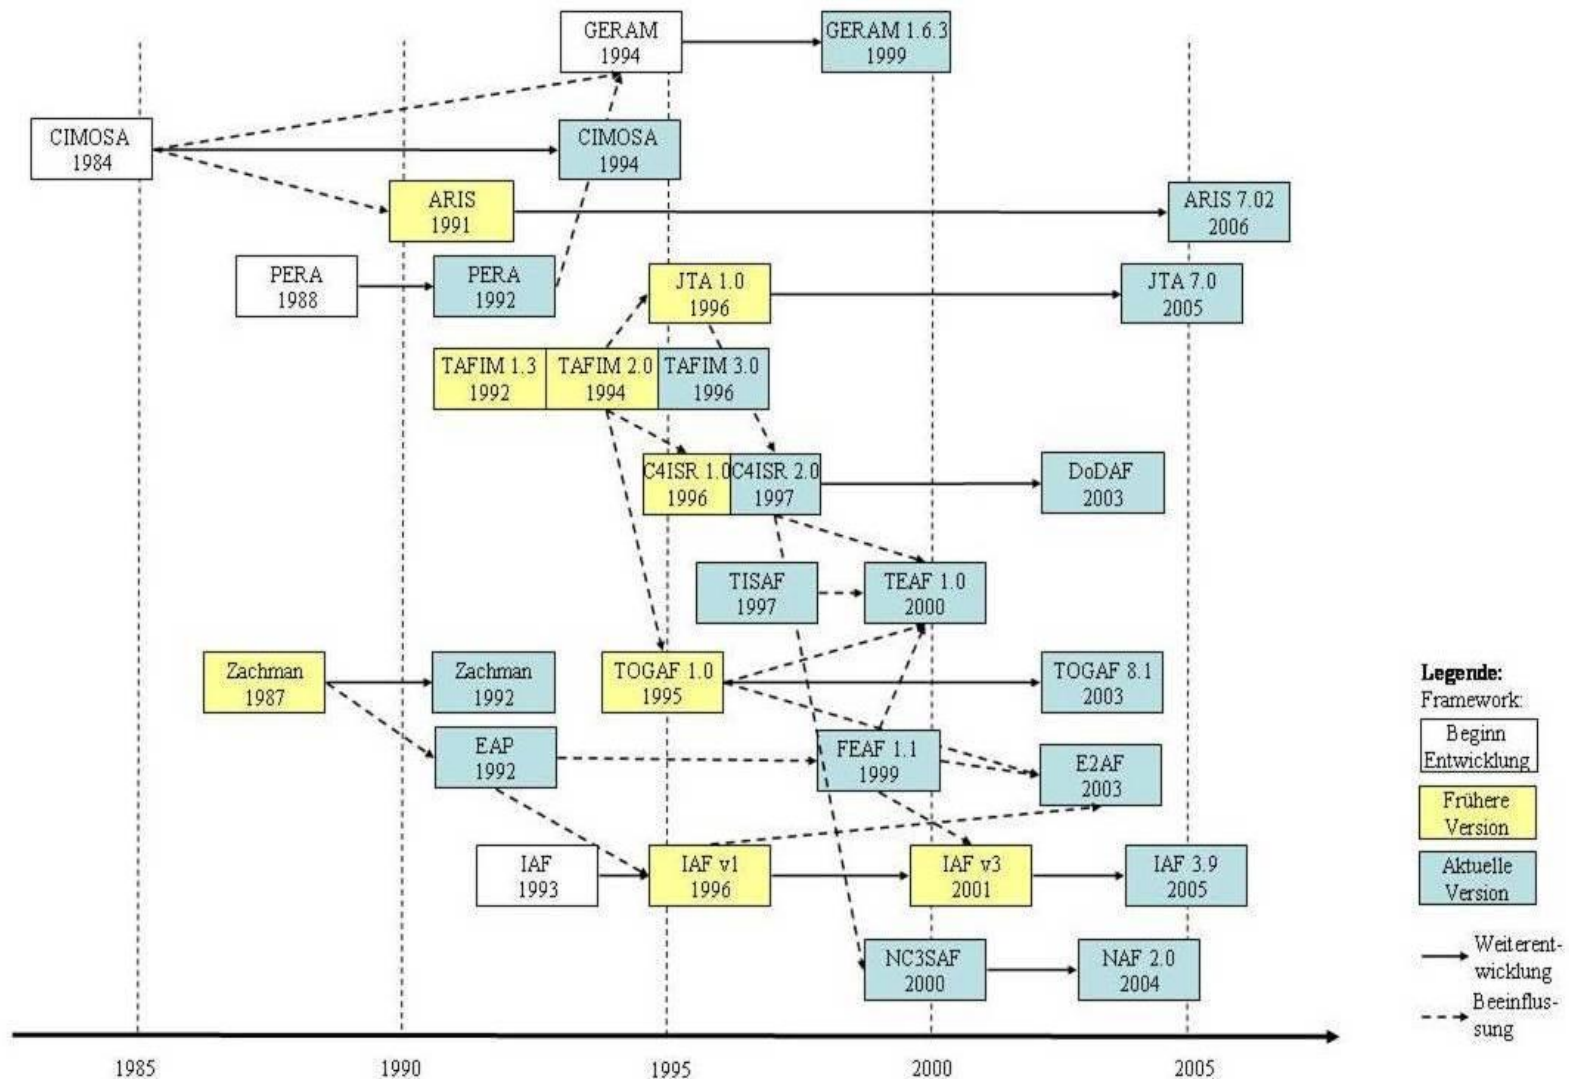 GERAM
1994
GERAM 1.6.3
1999
CIMOSA
1984
CIMOSA
1994
ARIS
1991
ARIS 7.02
2006
PERA
1988
PERA
1992
JTA 1.0
1996
JTA 7.0
2005
TAFIM 1.3
1992
TAFIM 2.0
1994
TAFIM 3.0
1996
C4ISR 1.0
1996
C4ISR 2.0
1997
DoDAF
2003
TISAF
1997
TEAF 1.0
2000
Zachman
1987
Zachman
1992
TOGAF 1.0
1995
TOGAF 8.1
2003
EAP
1992
FEAF 1.1
1999
E2AF
2003
IAF
1993
IAF v1
1996
IAF v3
2001
IAF 3.9
2005
NC3SAF
2000
NAF 2.0
2004
Legende:
Framework:
Beginn
Entwicklung
Frühere
Version
Aktuelle
Version
Weiterent-
wicklung
Beeinflus-
sung
1985
1990
1995
2000
2005